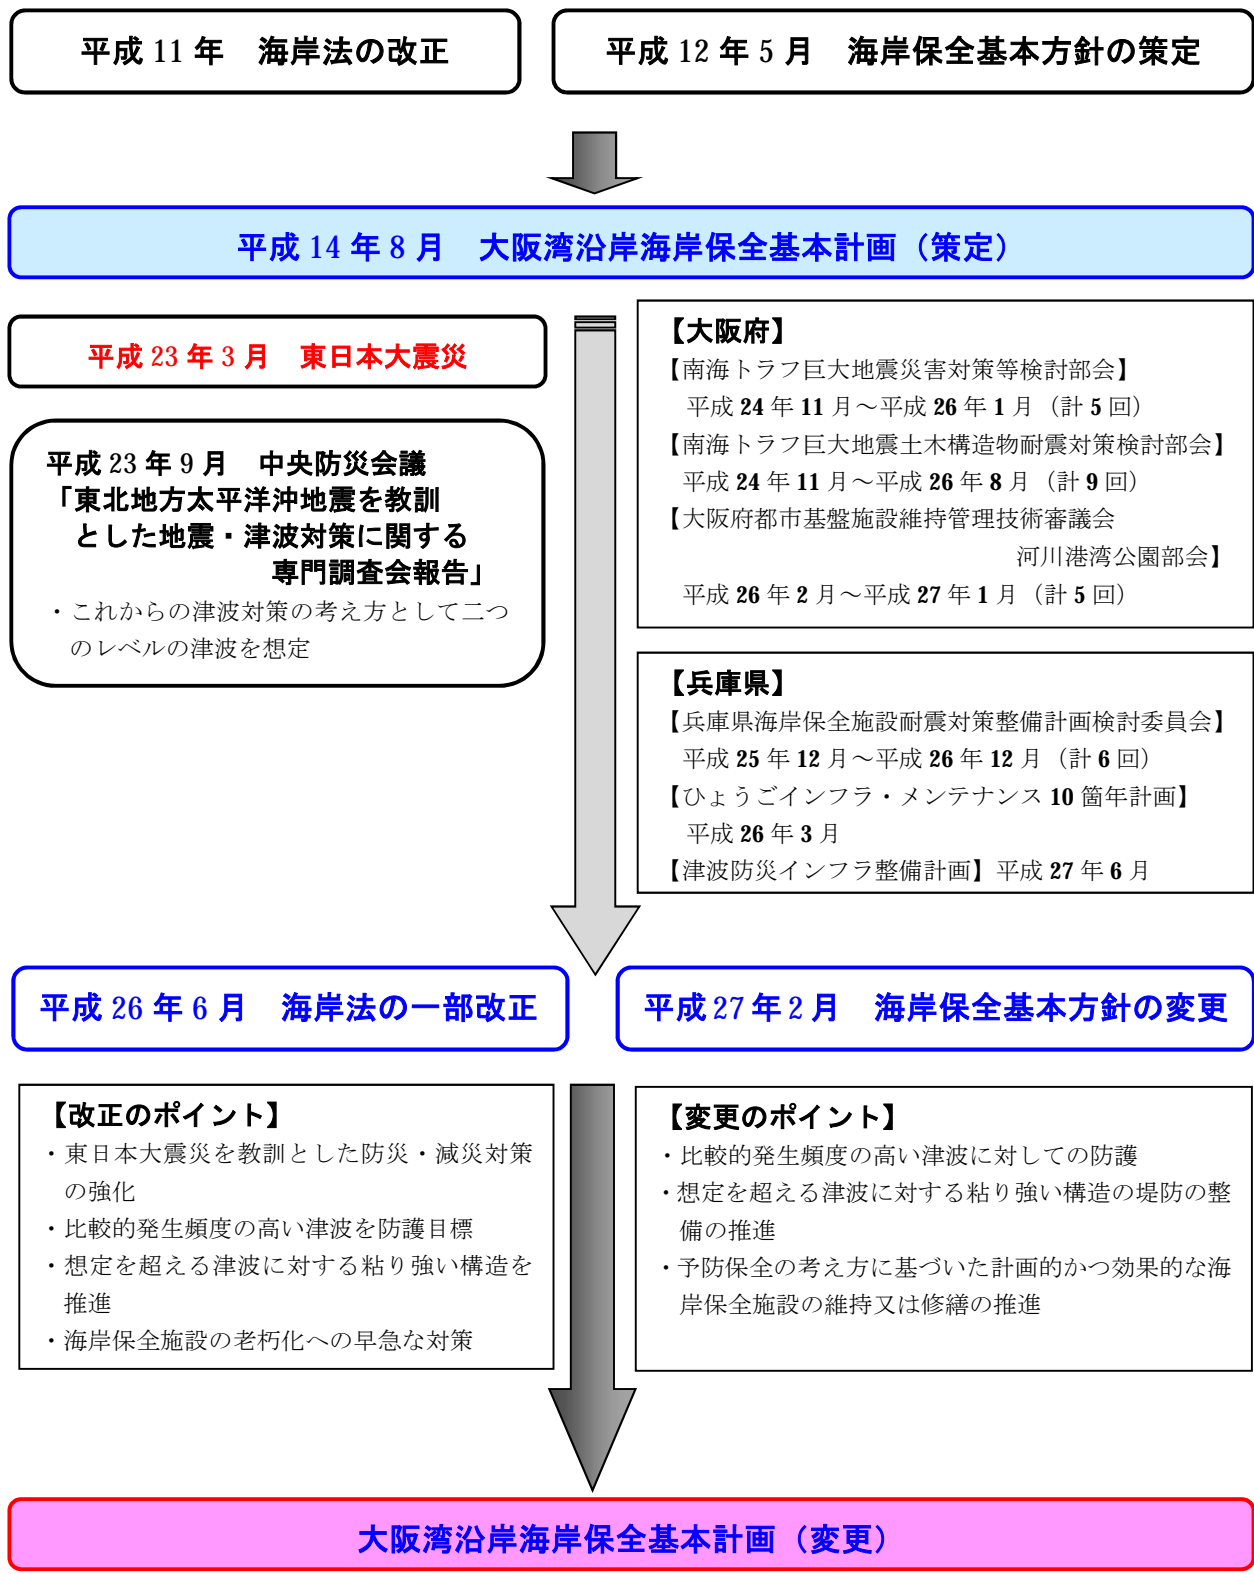 平成 11 年　海岸法の改正
平成 12 年 5 月　海岸保全基本方針の策定
平成 14 年 8 月　大阪湾沿岸海岸保全基本計画（策定）
平成 23 年 3 月　東日本大震災
平成 23 年 9 月　中央防災会議
「東北地方太平洋沖地震を教訓
とした地震・津波対策に関する
専門調査会報告」
・これからの津波対策の考え方として二つ
のレベルの津波を想定
【大阪府】
【南海トラフ巨大地震災害対策等検討部会】
平成 24 年 11 月～平成 26 年 1 月（計 5 回）
【南海トラフ巨大地震土木構造物耐震対策検討部会】
平成 24 年 11 月～平成 26 年 8 月（計 9 回）
【大阪府都市基盤施設維持管理技術審議会
河川港湾公園部会】
平成 26 年 2 月～平成 27 年 1 月（計 5 回）
【兵庫県】
【兵庫県海岸保全施設耐震対策整備計画検討委員会】
平成 25 年 12 月～平成 26 年 12 月（計 6 回）
【ひょうごインフラ・メンテナンス 10 箇年計画】
平成 26 年 3 月
【津波防災インフラ整備計画】平成 27 年 6 月
平成 26 年 6 月　海岸法の一部改正
平成 27 年 2 月　海岸保全基本方針の変更
【改正のポイント】
・東日本大震災を教訓とした防災・減災対策
の強化
・比較的発生頻度の高い津波を防護目標
・想定を超える津波に対する粘り強い構造を
推進
・海岸保全施設の老朽化への早急な対策
【変更のポイント】
・比較的発生頻度の高い津波に対しての防護
・想定を超える津波に対する粘り強い構造の堤防の整
備の推進
・予防保全の考え方に基づいた計画的かつ効果的な海
岸保全施設の維持又は修繕の推進
大阪湾沿岸海岸保全基本計画（変更）